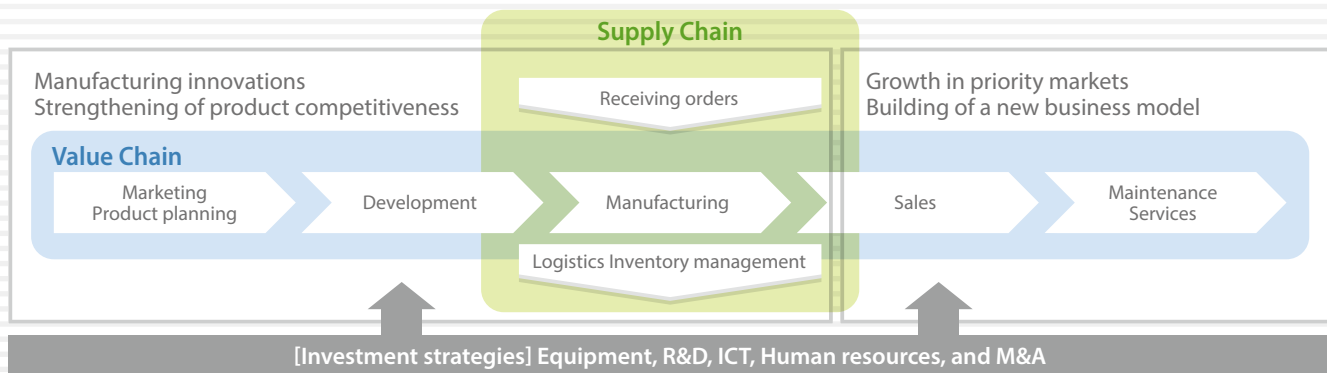 Supply Chain
Manufacturing innovations
Strengthening of product competitiveness
Receiving orders
Growth in priority markets
Building of a new business model
Value Chain
Marketing
Product planning
Development
Manufacturing
Sales
Maintenance
Services
Logistics Inventory management
[Investment strategies] Equipment, R&D, ICT, Human resources, and M&A